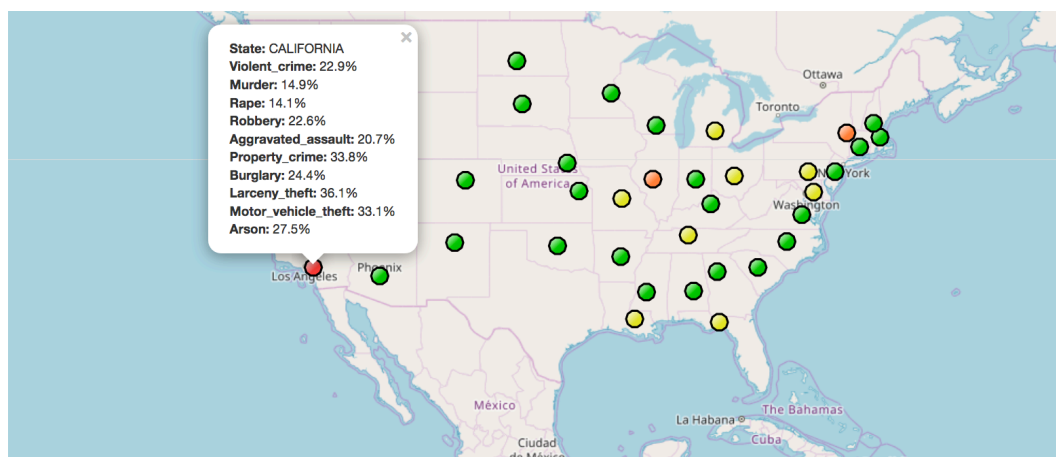 State: CALIFORNIA
Violent_crime: 22.9%
Murder: 14.9%
Rape: 14.1%
Robbery: 22.6%
Aggravated_assault: 20.7%
Property_crime: 33.8%
Burglary: 24.4%
Larceny_theft: 36.1%
Motor_vehicle_theft: 33.1%
Arson: 27.5%
×
Ottawa
Toronto
United States
of America
York
Washington
Phoenix
Los Angeles
México
La Habana
The Bahamas
Cuba
Ciudad
de México